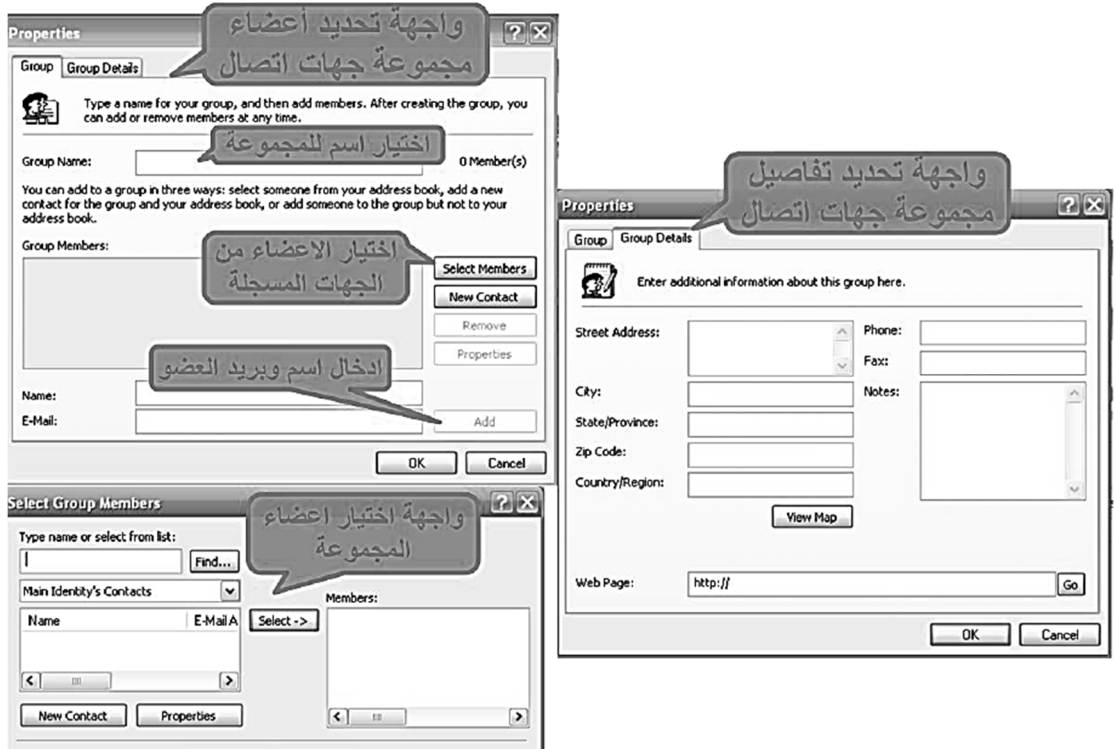 Properties
واجهة تحديد أعضاء
مجموعة جهات اتصال
Group
Group Details
Type a name for your group, and then add members. After creating the group, you
can add or remove members at any time.
Group Name:
اختيار اسم للمجموعة
0 Member(s)
You can add to a group in three ways: select someone from your address book, add a new
contact for the group and your address book, or add someone to the group but not to your
address book.
Group Members:
اختيار الاعضاء من
الجهات المسجلة
Select Members
New Contact
Remove
Properties
ادخال اسم وبريد العضو
Name:
E-Mail:
Add
OK
Cancel
Select Group Members
واجهة اختيار اعضاء
المجموعة
Type name or select from list:
Find...
Main Identity's Contacts
Name
E-Mail A
Select ->
Members:
New Contact
Properties
Properties
واجهة تحديد تفاصيل
مجموعة جهات اتصال
Group
Group Details
Enter additional information about this group here.
Street Address:
Phone:
Fax:
City:
Notes:
State/Province:
Zip Code:
Country/Region:
View Map
Web Page:
http://
Go
OK
Cancel